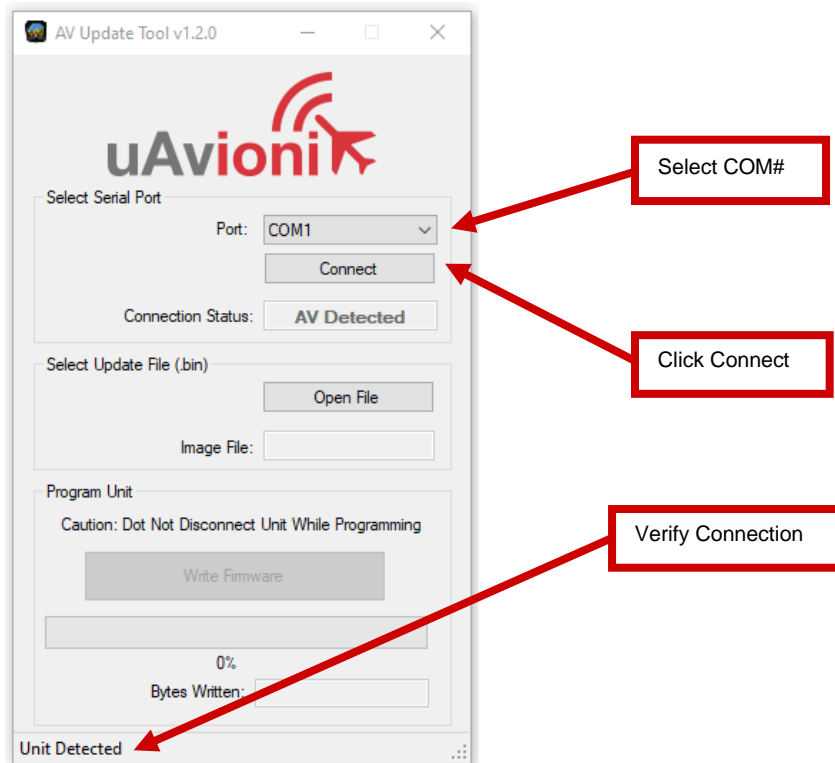 AV Update Tool v1.2.0
uAvioni
Select Serial Port
Port: COM1
Connect
Connection Status: AV Detected
Select Update File (.bin)
Open File
Image File:
Program Unit
Caution: Dot Not Disconnect Unit While Programming
Write Firmware
0%
Bytes Written:
Unit Detected
Select COM#
Click Connect
Verify Connection